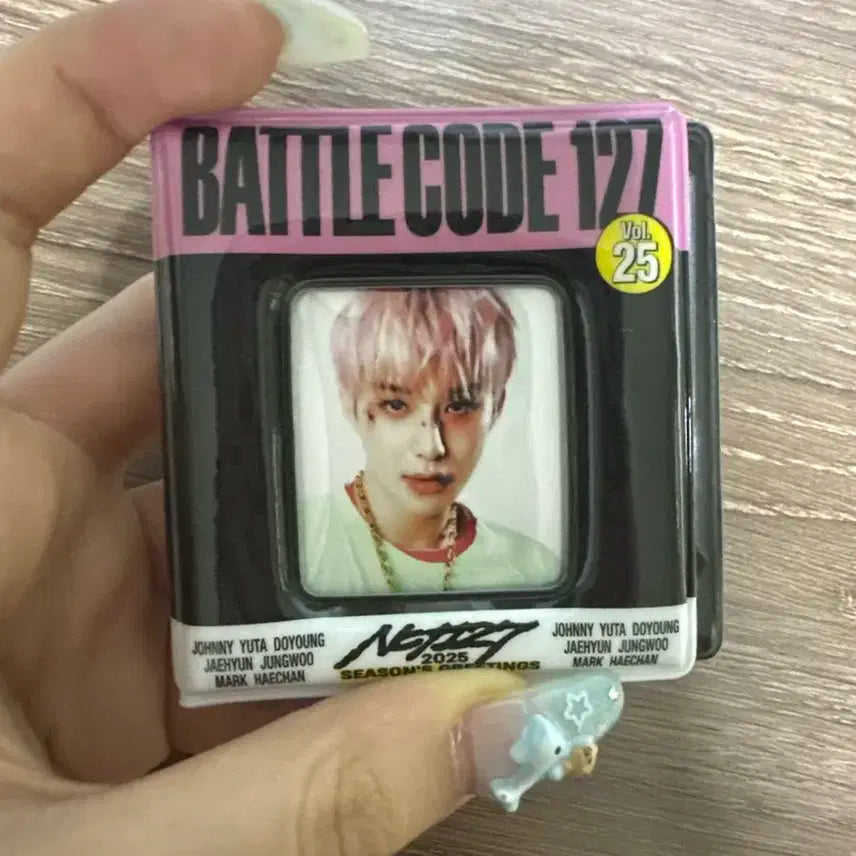 BATTLE CODE 127
Vol.
25
JOHNNY YUTA DOYOUNG
JAEHYUN JUNGWOO
MARK HAECHAN
NCT127
2025
SEASON'S GREETINGS
JOHNNY YUTA DOYOUNG
JAEHYUN JUNGWOO
MARK HAECHAN